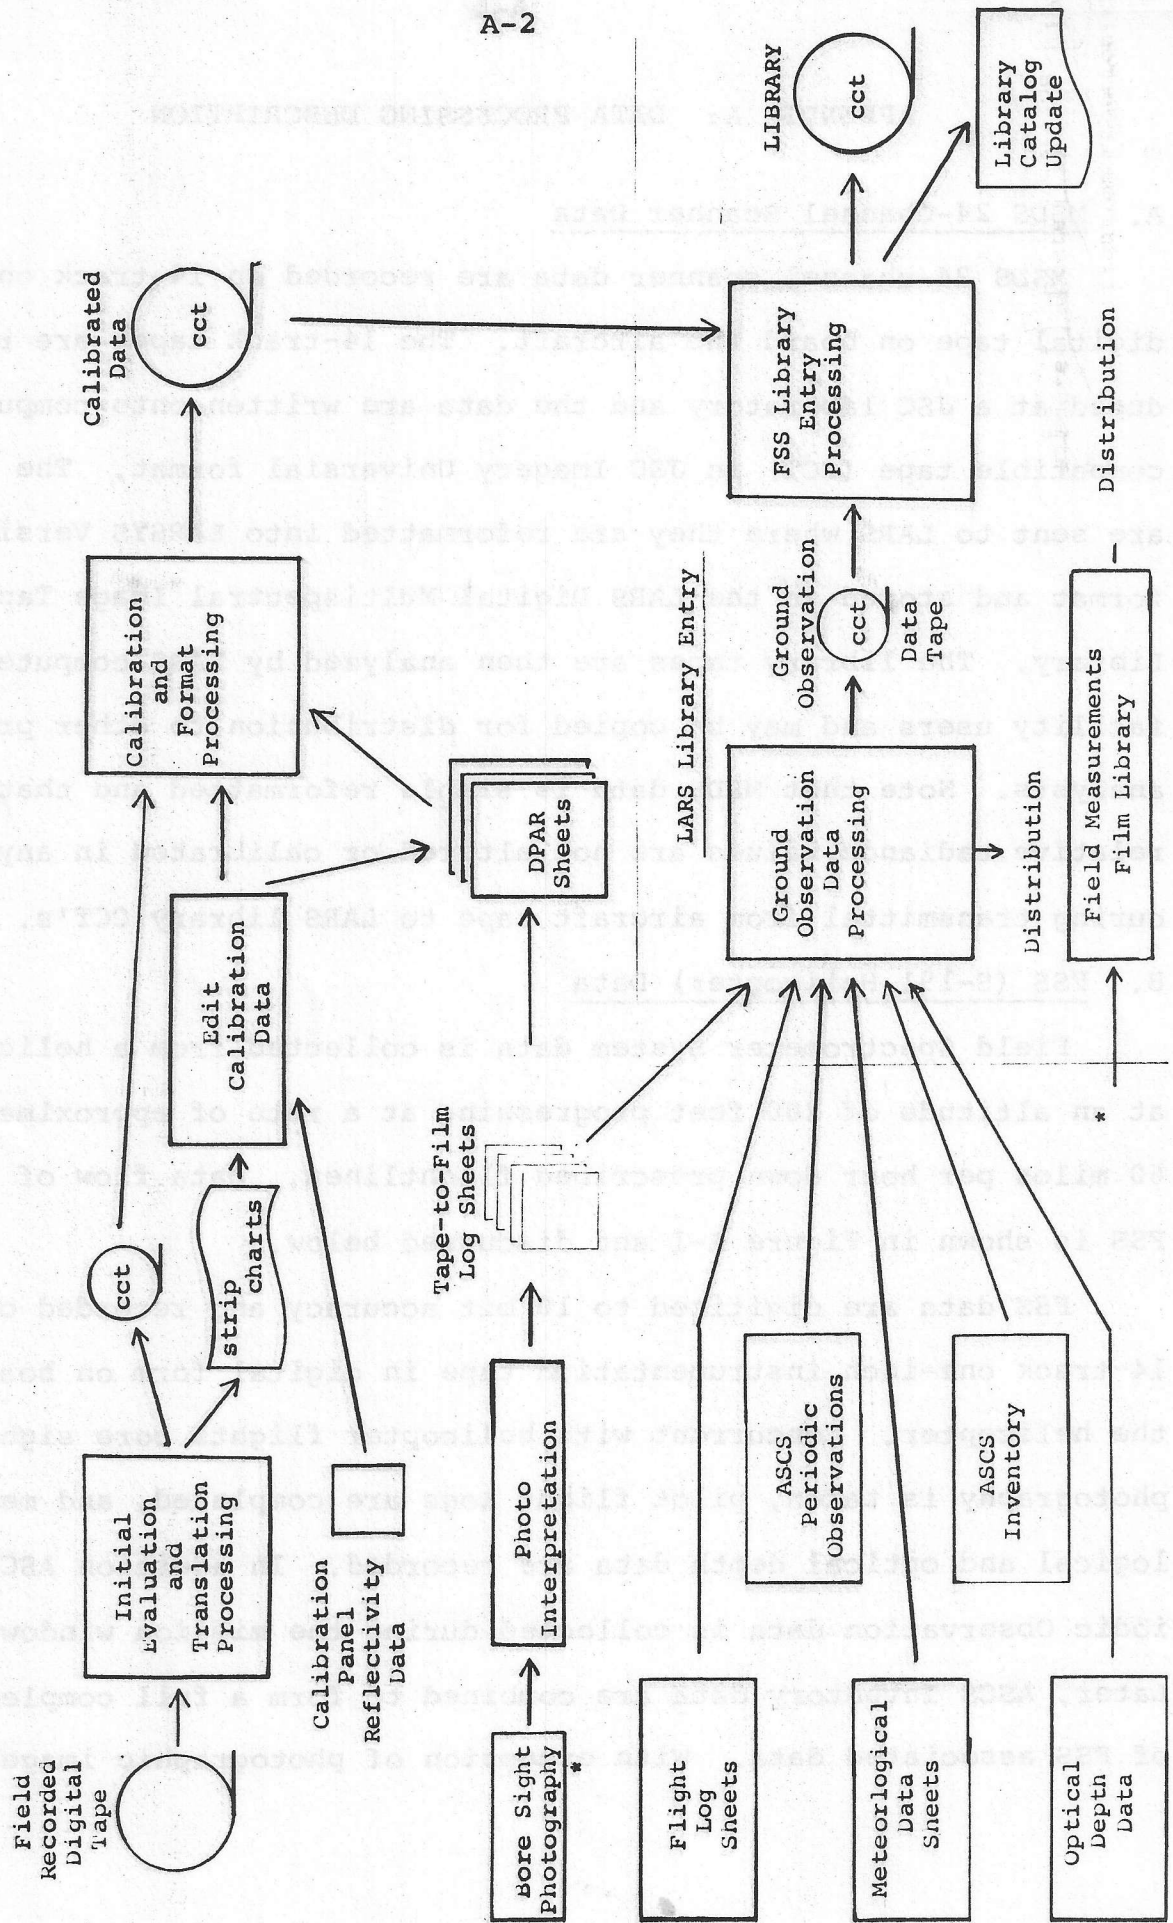 A-2
Field
Recorded
Digital
Tape
Initial
Evaluation
and
Translation
Processing
cct
strip
charts
Calibration
Panel
Reflectivity
Data
Edit
Calibration
Data
Calibration
and
Format
Processing
Calibrated
Data
cct
Bore Sight
Photography
*
Photo
Interpretation
Tape-to-Film
Log Sheets
DPAR
Sheets
Flight
Log
Sheets
ASCS
Periodic
Observations
Meteorlogical
Data
Sheets
ASCS
Inventory
Optical
Depth
Data
LARS Library Entry
Ground
Observation
Data
Processing
Distribution
Ground
Observation
cct
Data
Tape
FSS Library
Entry
Processing
LIBRARY
cct
Library
Catalog
Update
*
Field Measurements
Film Library
Distribution